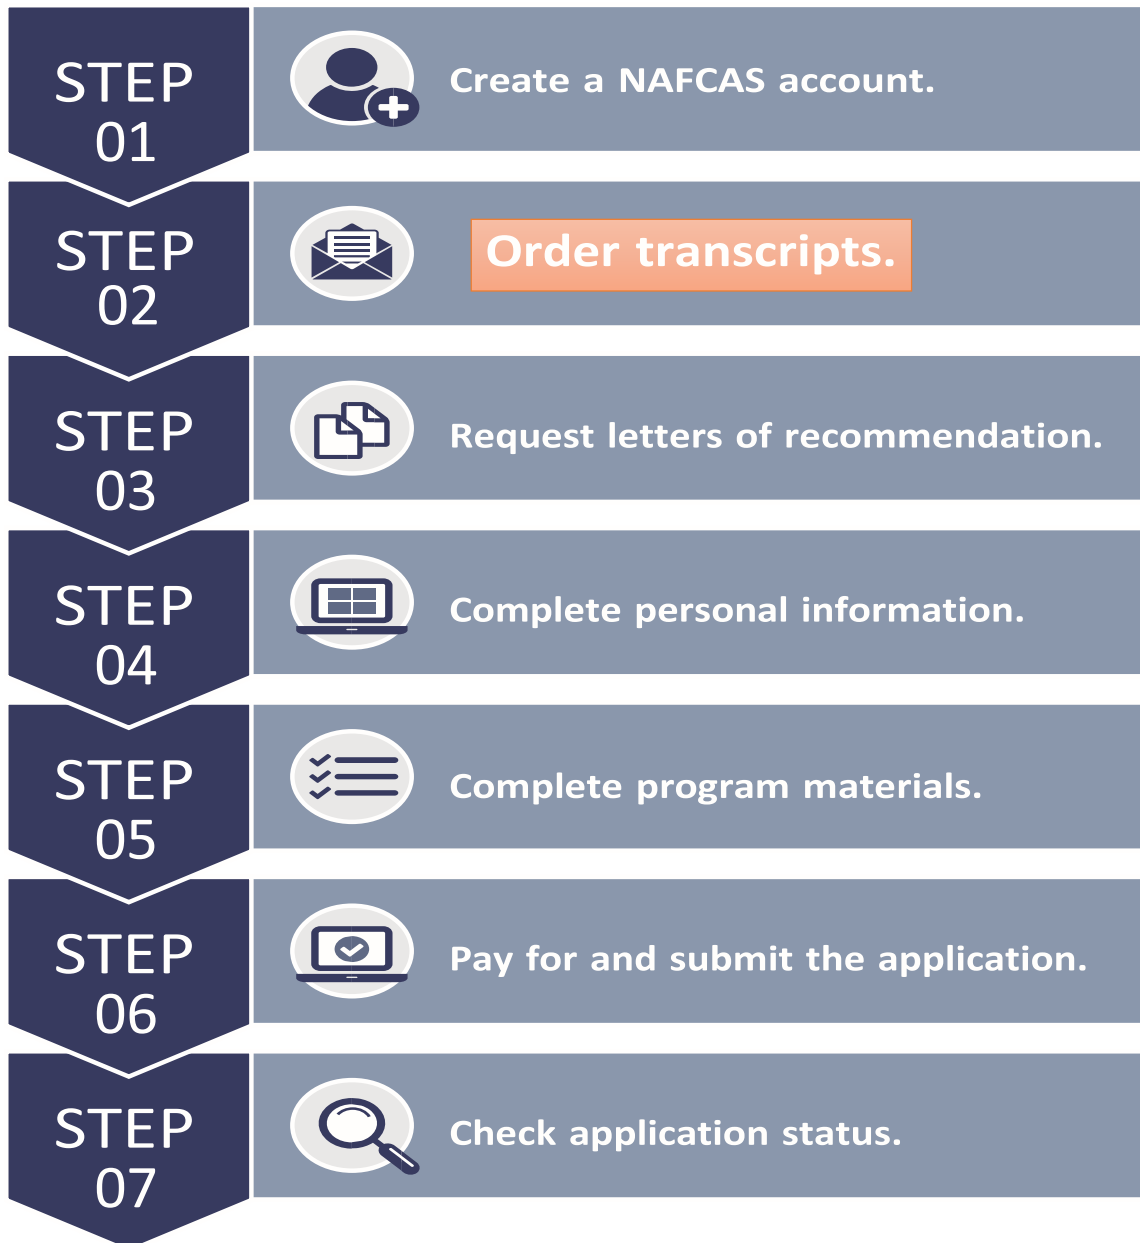 STEP
01
Create a NAFCAS account.
STEP
02
Order transcripts.
STEP
03
Request letters of recommendation.
STEP
04
Complete personal information.
STEP
05
Complete program materials.
STEP
06
Pay for and submit the application.
STEP
07
Check application status.